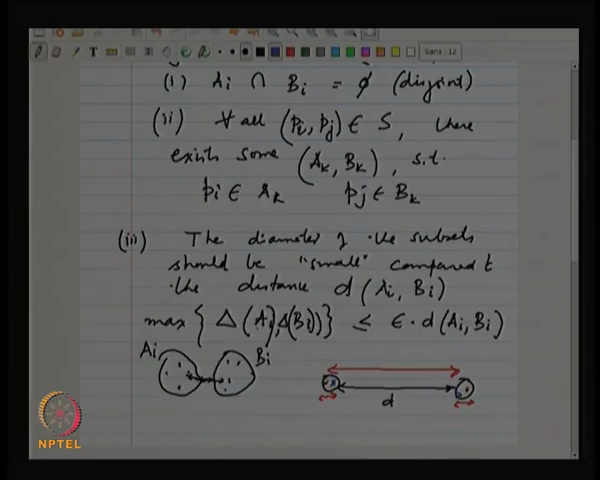 Sans 12
(i) Ai ∩ Bi = ϕ (disjoint)
(ii) ∀ all (pi, pj) ∈ S, there
exists some (Ak, Bk), s.t.
pi ∈ Ak pj ∈ Bk
(iii) The diameter of the subsets
should be "small" compared t
the distance d(Ai, Bi)
max { Δ(Ai), Δ(Bi)) } ≤ ϵ · d(Ai, Bi)
Ai Bi
d
NPTEL